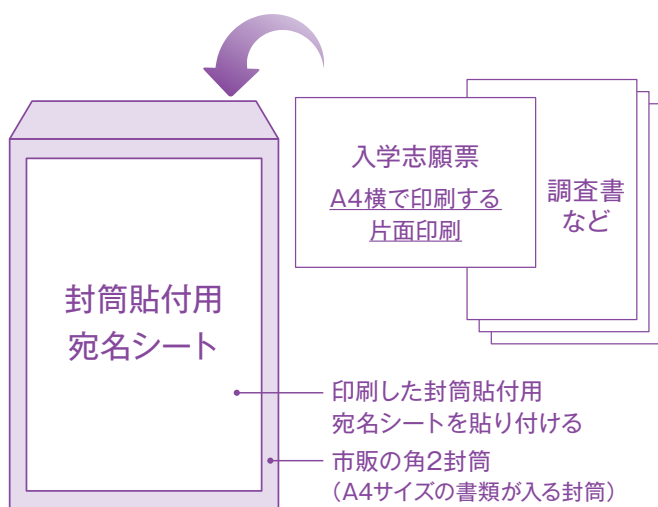 入学志願票
A4横で印刷する
片面印刷
調査書
など
封筒貼付用
宛名シート
印刷した封筒貼付用
宛名シートを貼り付ける
市販の角2封筒
（A4サイズの書類が入る封筒）